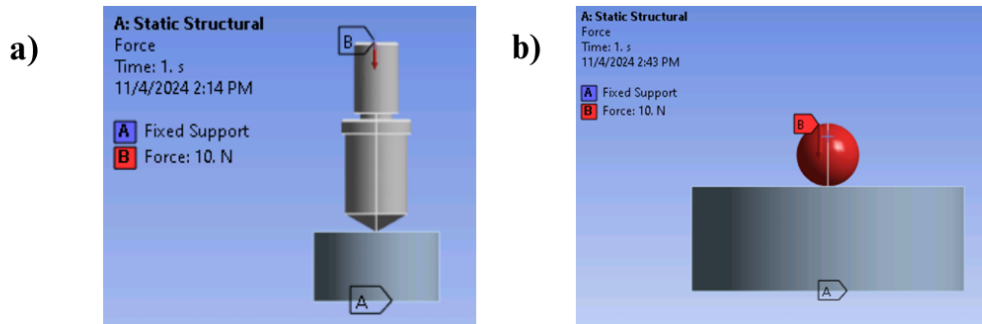 a)
A: Static Structural
Force
Time: 1. s
11/4/2024 2:14 PM
A Fixed Support
B Force: 10. N
B
A
b)
A: Static Structural
Force
Time: 1. s
11/4/2024 2:43 PM
A Fixed Support
B Force: 10. N
B
A